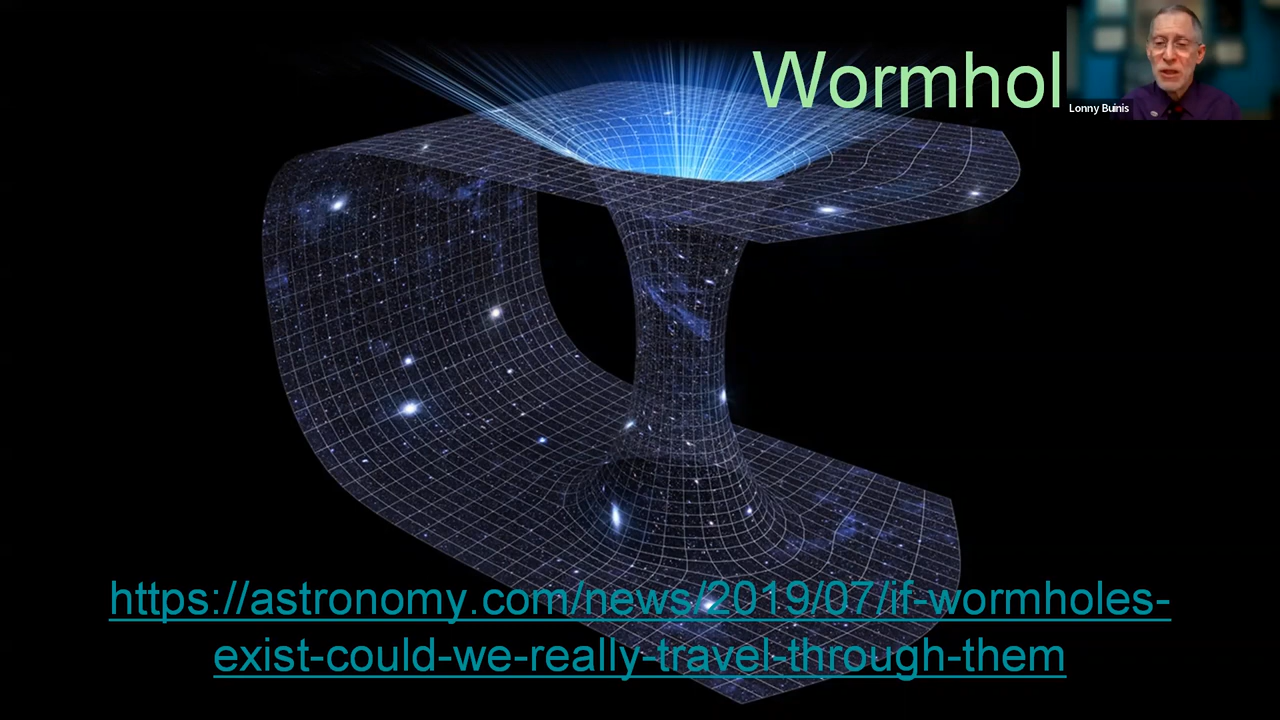 Wormhol
Lonny Buinis
https://astronomy.com/news/2019/07/if-wormholes-
exist-could-we-really-travel-through-them